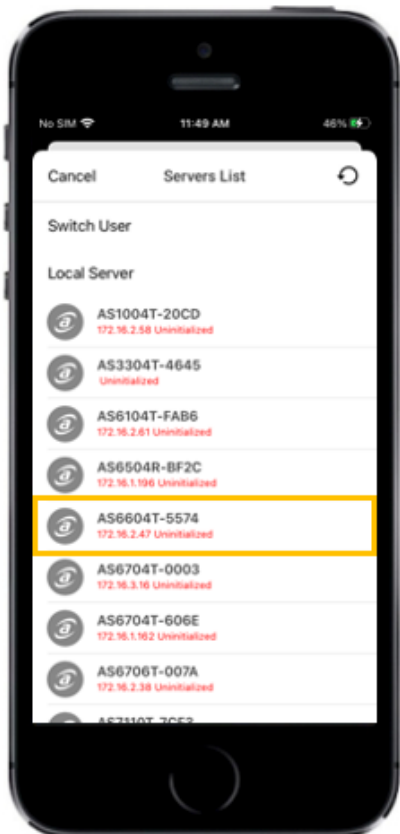 No SIM 11:49 AM 46%
Cancel Servers List
Switch User
Local Server
AS1004T-20CD
172.16.2.58 Uninitialized
AS3304T-4645
Uninitialized
AS6104T-FAB6
172.16.2.61 Uninitialized
AS6504R-BF2C
172.16.1.196 Uninitialized
AS6604T-5574
172.16.2.47 Uninitialized
AS6704T-0003
172.16.3.16 Uninitialized
AS6704T-606E
172.16.1.162 Uninitialized
AS6706T-007A
172.16.2.38 Uninitialized